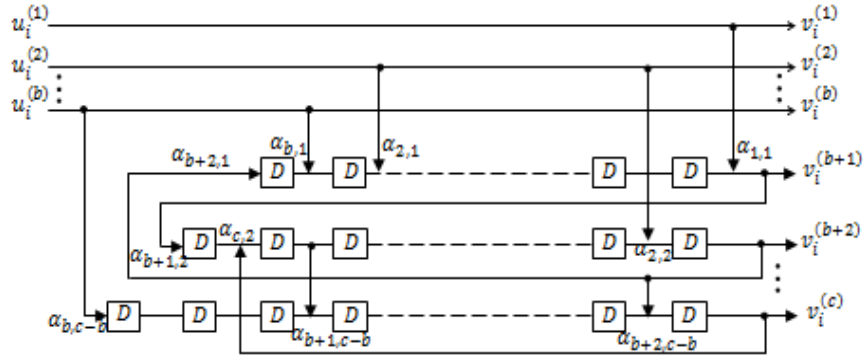 u_i^{(1)} v_i^{(1)}
u_i^{(2)} v_i^{(2)}
u_i^{(b)} v_i^{(b)}
α_{b+2,1} α_{b,1} α_{2,1} α_{1,1}
D D D D v_i^{(b+1)}
α_{b+1,2} D α_{c,2} D D D α_{2,2} D v_i^{(b+2)}
α_{b,c-b} D D D D D D v_i^{(c)}
α_{b+1,c-b} α_{b+2,c-b}